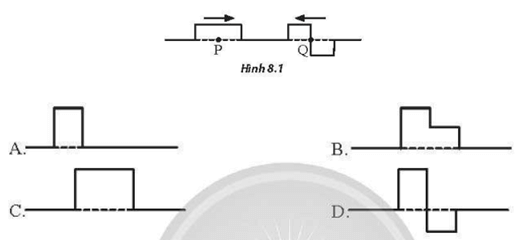 P Q
Hình 8.1
A. B.
C. D.